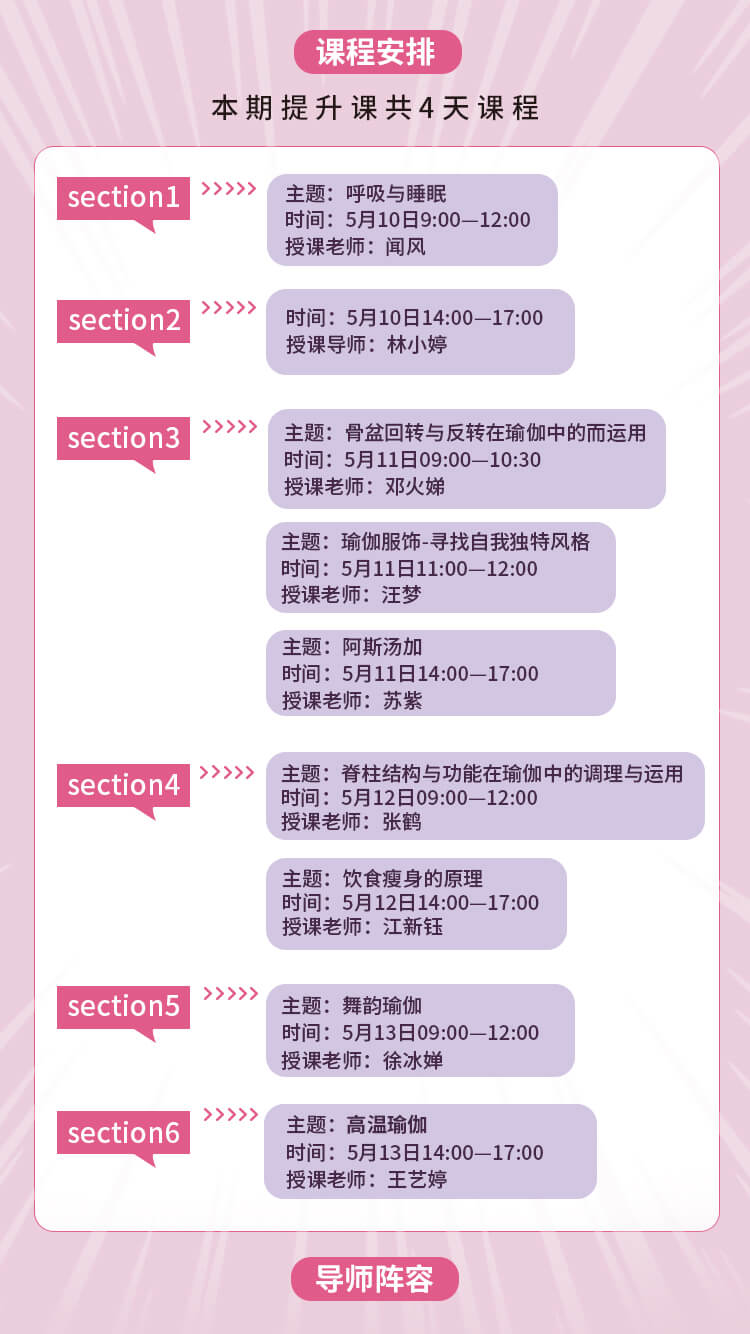 课程安排
本期提升课共4天课程
section1
主题：呼吸与睡眠
时间：5月10日9:00—12:00
授课老师：闻风
section2
时间：5月10日14:00—17:00
授课导师：林小婷
section3
主题：骨盆回转与反转在瑜伽中的而运用
时间：5月11日09:00—10:30
授课老师：邓火娣
主题：瑜伽服饰-寻找自我独特风格
时间：5月11日11:00—12:00
授课老师：汪梦
主题：阿斯汤加
时间：5月11日14:00—17:00
授课老师：苏紫
section4
主题：脊柱结构与功能在瑜伽中的调理与运用
时间：5月12日09:00—12:00
授课老师：张鹤
主题：饮食瘦身的原理
时间：5月12日14:00—17:00
授课老师：江新钰
section5
主题：舞韵瑜伽
时间：5月13日09:00—12:00
授课老师：徐冰婵
section6
主题：高温瑜伽
时间：5月13日14:00—17:00
授课老师：王艺婷
导师阵容